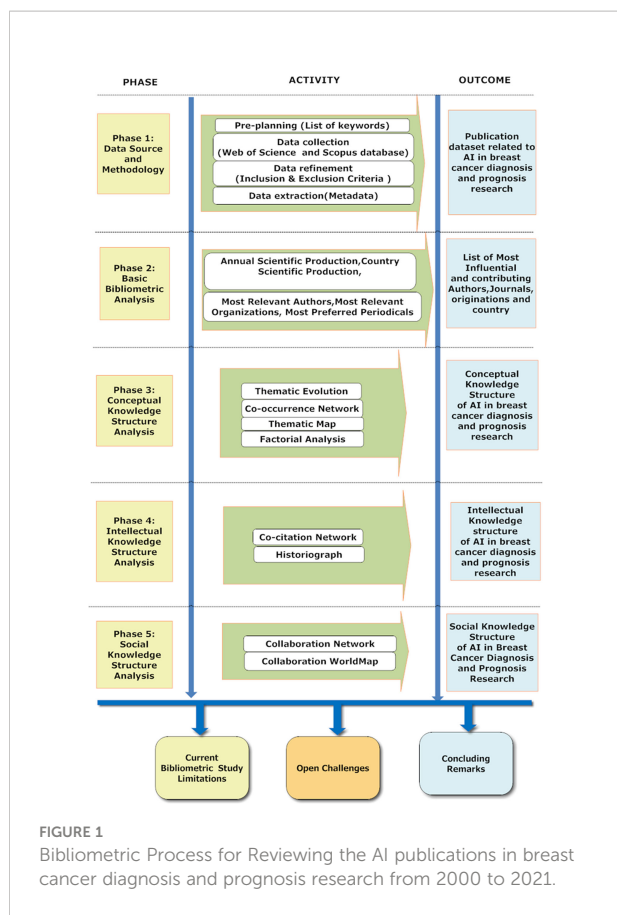 PHASE
ACTIVITY
OUTCOME
Phase 1:
Data Source
and
Methodology
Pre-planning (List of keywords)
Data collection
(Web of Science and Scopus database)
Data refinement
(Inclusion & Exclusion Criteria )
Data extraction(Metadata)
Publication
dataset related to
AI in breast
cancer diagnosis
and prognosis
research
Phase 2:
Basic
Bibliometric
Analysis
Annual Scientific Production,Country
Scientific Production,
Most Relevant Authors,Most Relevant
Organizations, Most Preferred Periodicals
List of Most
Influential
and contributing
Authors,Journals,
originations and
country
Phase 3:
Conceptual
Knowledge
Structure
Analysis
Thematic Evolution
Co-occurrence Network
Thematic Map
Factorial Analysis
Conceptual
Knowledge
Structure
of AI in breast
cancer diagnosis
and prognosis
research
Phase 4:
Intellectual
Knowledge
Structure
Analysis
Co-citation Network
Historiograph
Intellectual
Knowledge
structure
of AI in breast
cancer diagnosis
and prognosis
research
Phase 5:
Social
Knowledge
Structure
Analysis
Collaboration Network
Collaboration WorldMap
Social Knowledge
Structure
of AI in Breast
Cancer Diagnosis
and Prognosis
Research
Current
Bibliometric Study
Limitations
Open Challenges
Concluding
Remarks
FIGURE 1
Bibliometric Process for Reviewing the AI publications in breast
cancer diagnosis and prognosis research from 2000 to 2021.